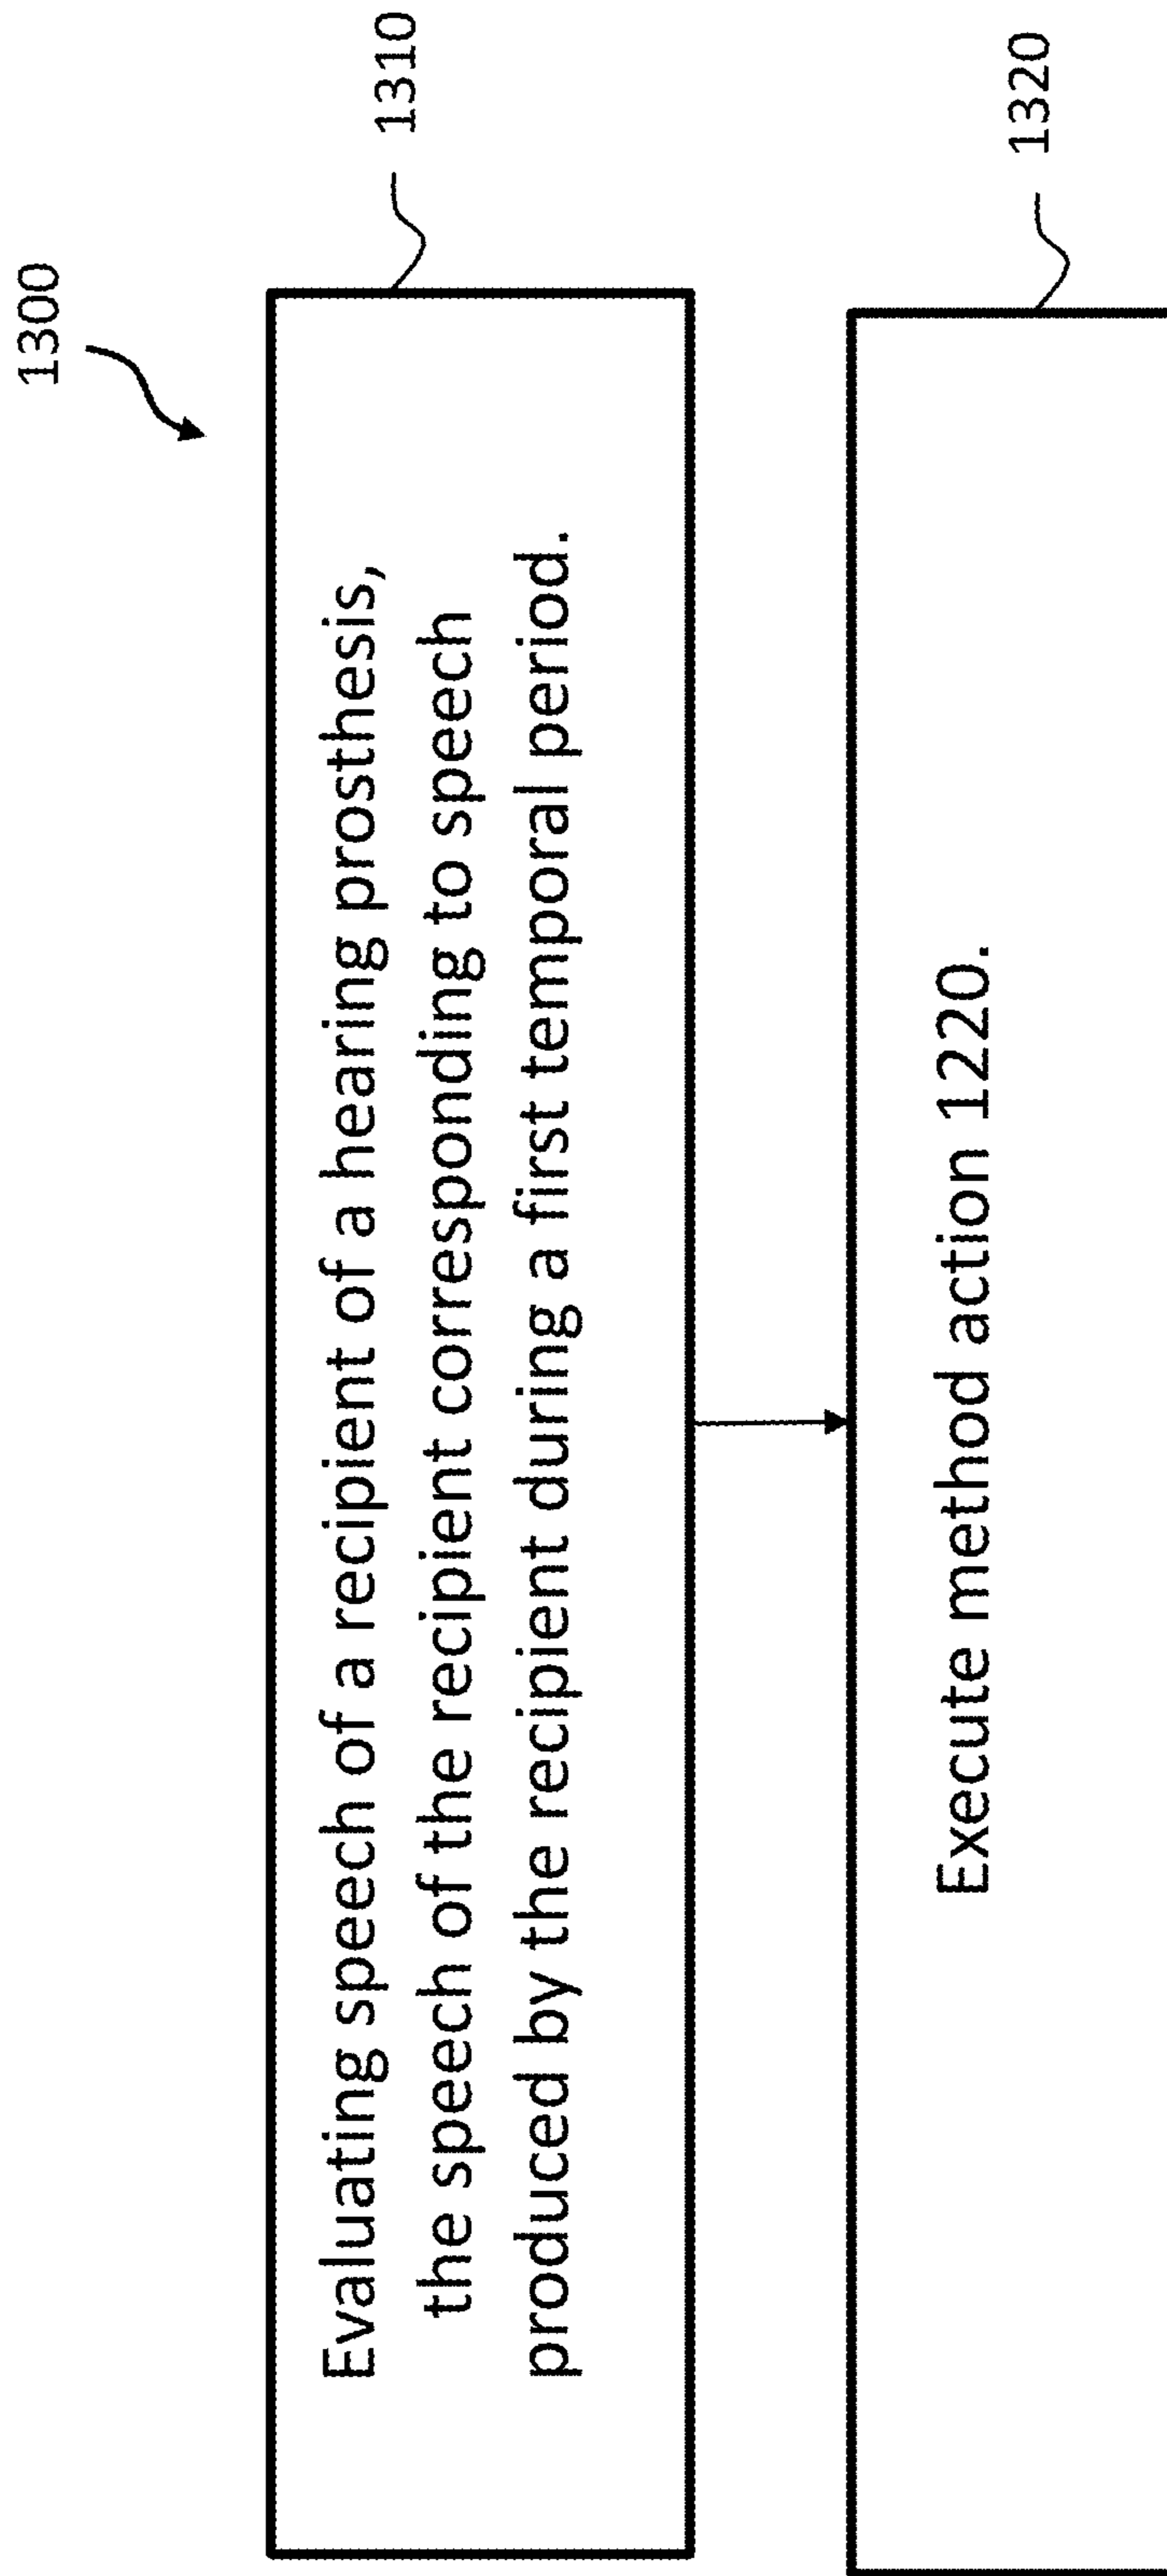 1300
Evaluating speech of a recipient of a hearing prosthesis,
the speech of the recipient corresponding to speech
produced by the recipient during a first temporal period.
1310
Execute method action 1220.
1320